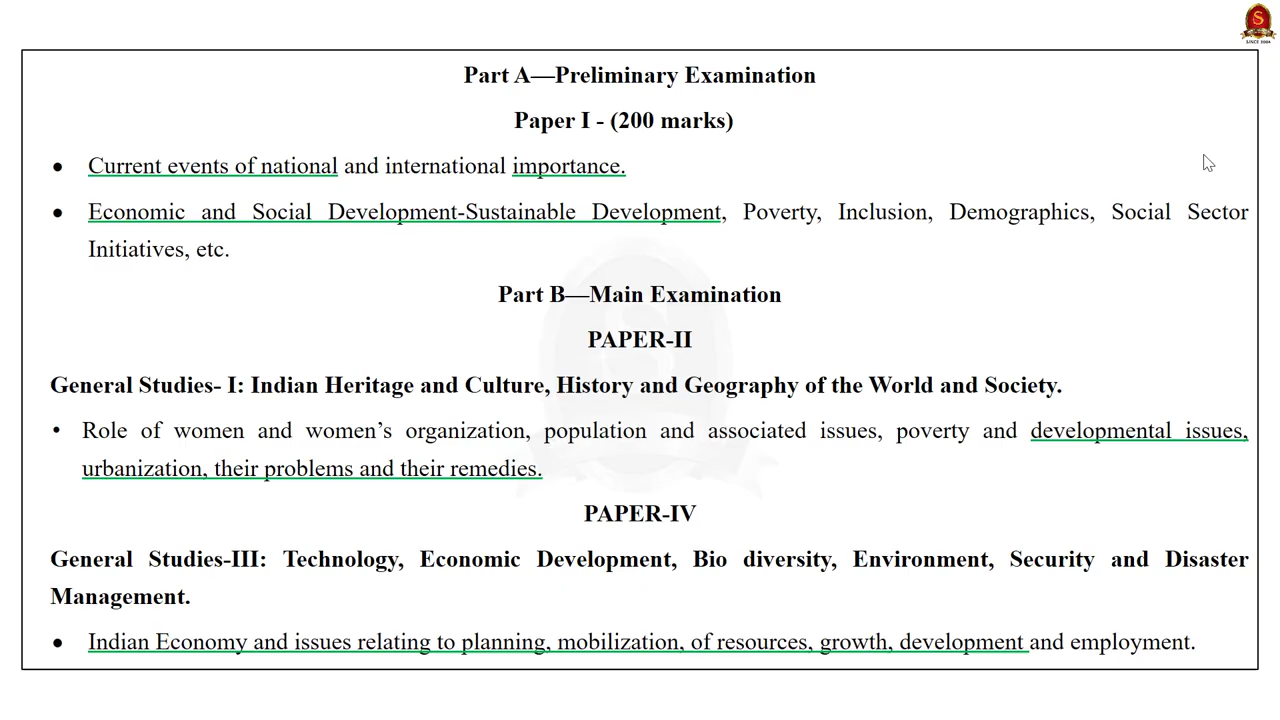 S
SINCE 2004
Part A—Preliminary Examination
Paper I - (200 marks)
● Current events of national and international importance.
● Economic and Social Development-Sustainable Development, Poverty, Inclusion, Demographics, Social Sector
Initiatives, etc.
Part B—Main Examination
PAPER-II
General Studies- I: Indian Heritage and Culture, History and Geography of the World and Society.
• Role of women and women’s organization, population and associated issues, poverty and developmental issues,
urbanization, their problems and their remedies.
PAPER-IV
General Studies-III: Technology, Economic Development, Bio diversity, Environment, Security and Disaster
Management.
● Indian Economy and issues relating to planning, mobilization, of resources, growth, development and employment.